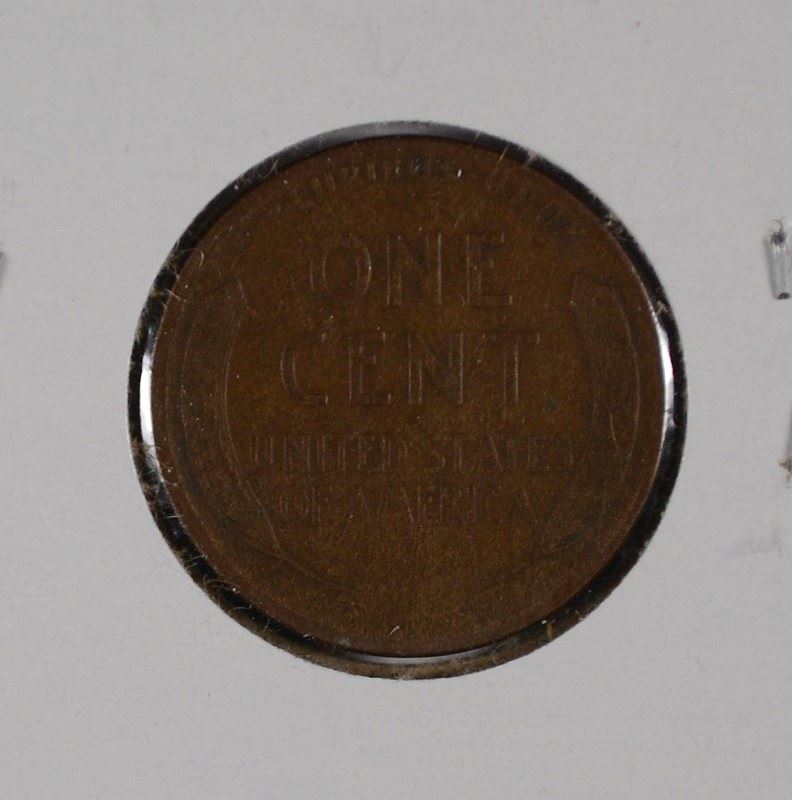 ONE
CENT
UNITED STATES
OF AMERICA